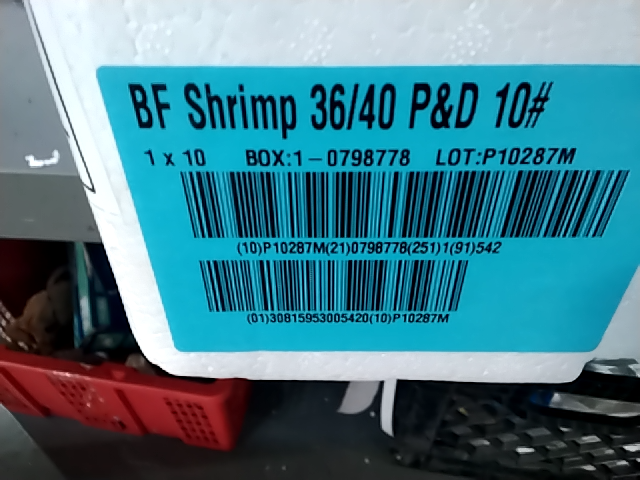 BF Shrimp 36/40 P&D 10#
1 x 10 BOX:1-0798778 LOT:P10287M
(10)P10287M(21)0798778(251)1(91)542
(01)30815953005420(10)P10287M